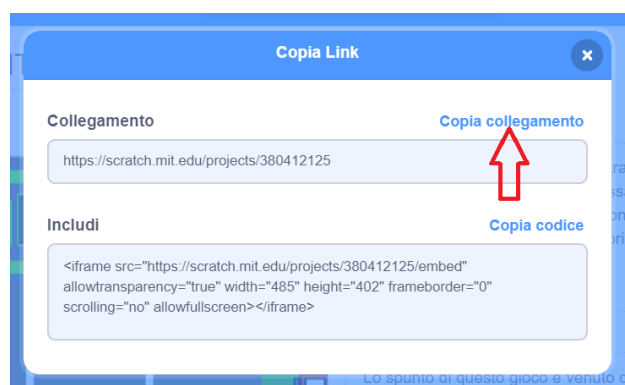 Copia Link
Collegamento
Copia collegamento
https://scratch.mit.edu/projects/380412125
Includi
Copia codice
<iframe src="https://scratch.mit.edu/projects/380412125/embed"
allowtransparency="true" width="485" height="402" frameborder="0"
scrolling="no" allowfullscreen></iframe>
Lo spunto di questo gioco è venuto